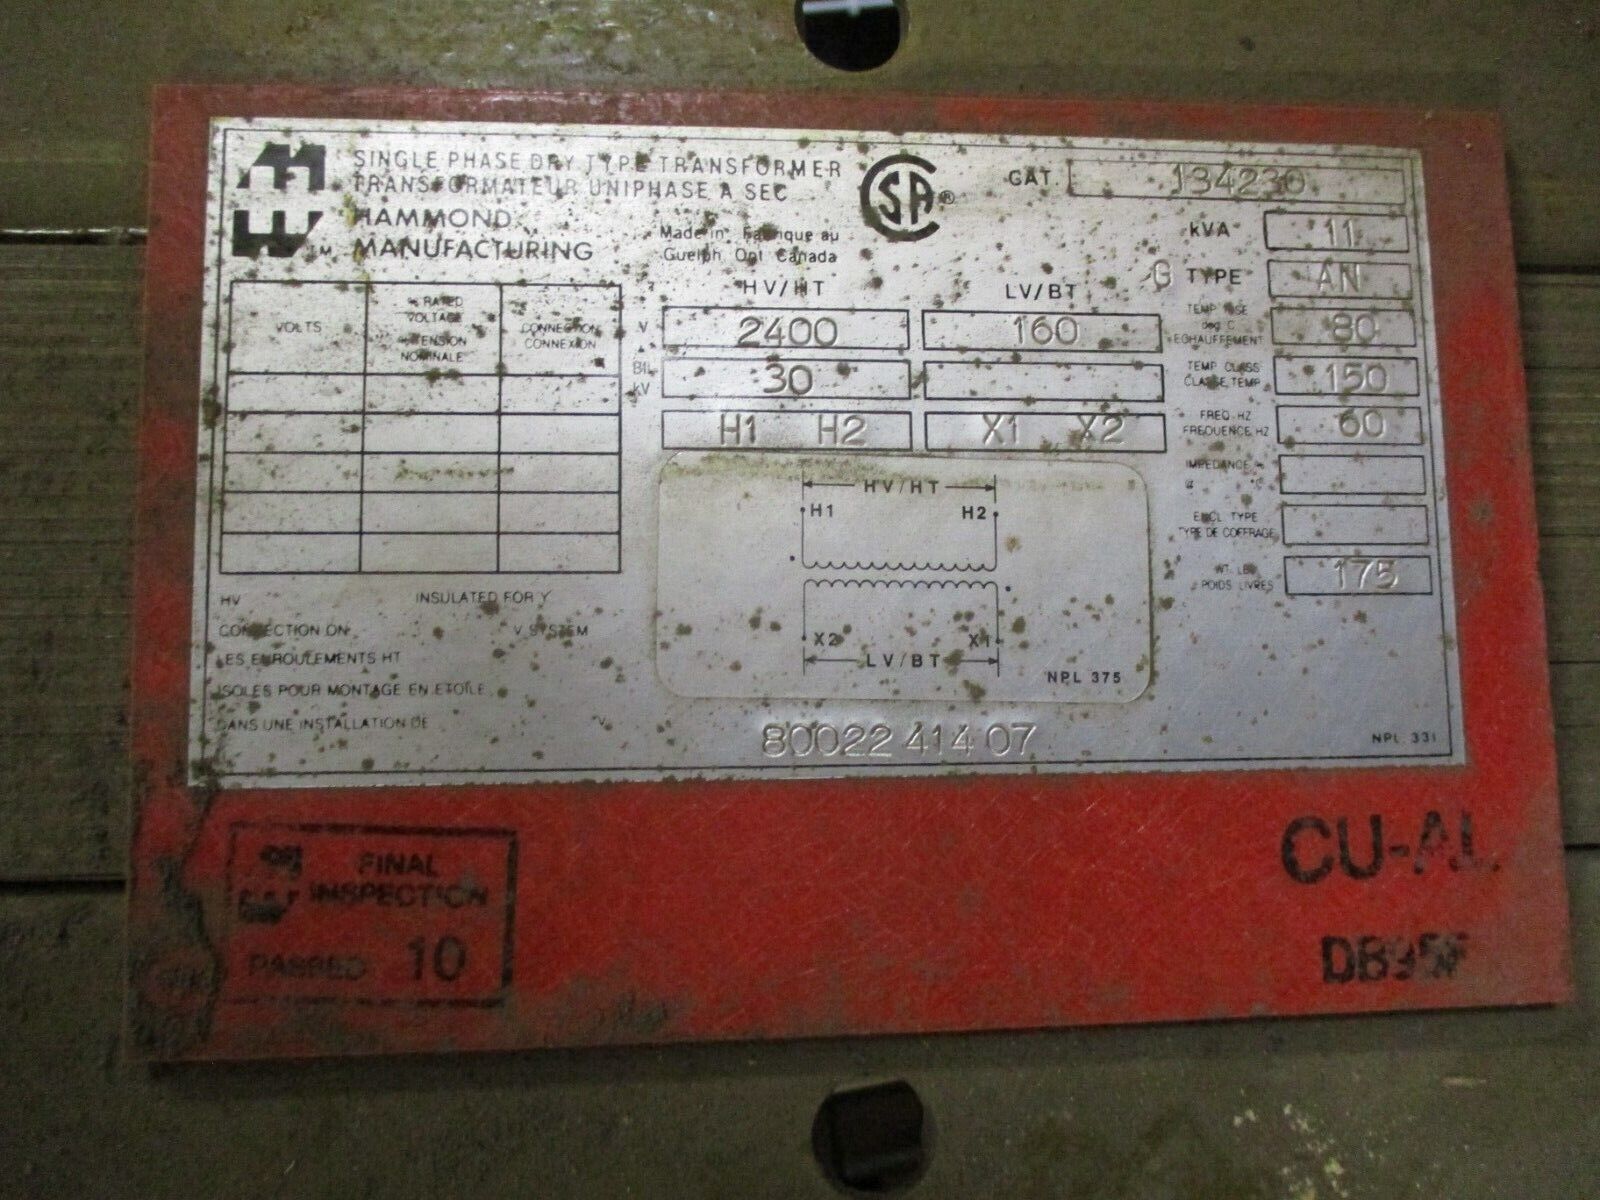 SINGLE PHASE DRY TYPE TRANSFORMER
TRANSFORMATEUR UNIPHASE A SEC
HAMMOND
MANUFACTURING
TM
Made in Fabrique au
Guelph Ont Canada
CSA ®
CAT. 134230
kVA 11
G TYPE AN
TEMP RISE
deg C
ECHAUFFEMENT 80
TEMP CLASS
CLASSE TEMP 150
FREQ. HZ
FREQUENCE HZ 60
IMPEDANCE %
ENCL TYPE
TYPE DE COFFRAGE
WT. LBS
POIDS LIVRES 175
HV/HT LV/BT
V 2400 160
BIL
kV 30
H1 H2 X1 X2
VOLTS
% RATED
VOLTAGE
% TENSION
NOMINALE
CONNECTION
CONNEXION
HV/HT
H1 H2
X2 X1
LV/BT
NPL 375
HV INSULATED FOR Y
CONNECTION ON V SYSTEM
LES ENROULEMENTS HT
ISOLES POUR MONTAGE EN ETOILE
DANS UNE INSTALLATION DE V
80022 414 07
NPL 331
FINAL
INSPECTION
PASSED 10
CU-AL
DB95F